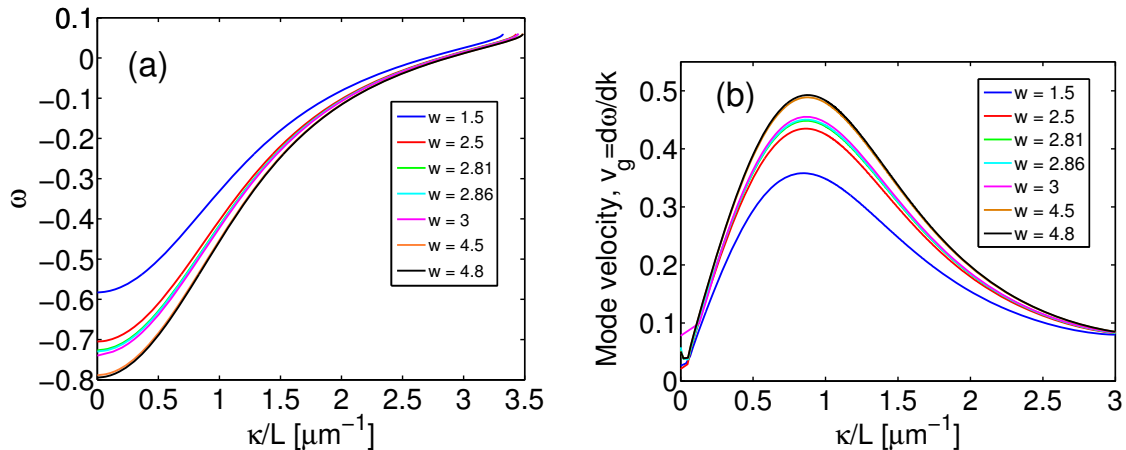 (a)
ω
0.1
0
−0.1
−0.2
−0.3
−0.4
−0.5
−0.6
−0.7
−0.8
0
0.5
1
1.5
2
2.5
3
3.5
κ/L [μm⁻¹]
w = 1.5
w = 2.5
w = 2.81
w = 2.86
w = 3
w = 4.5
w = 4.8
(b)
Mode velocity, v_g=dω/dk
0.5
0.4
0.3
0.2
0.1
0
0
0.5
1
1.5
2
2.5
3
κ/L [μm⁻¹]
w = 1.5
w = 2.5
w = 2.81
w = 2.86
w = 3
w = 4.5
w = 4.8